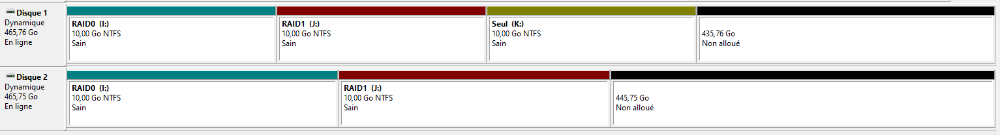 Disque 1
Dynamique
465,76 Go
En ligne
RAID0 (I:)
10,00 Go NTFS
Sain
RAID1 (J:)
10,00 Go NTFS
Sain
Seul (K:)
10,00 Go NTFS
Sain
435,76 Go
Non alloué
Disque 2
Dynamique
465,75 Go
En ligne
RAID0 (I:)
10,00 Go NTFS
Sain
RAID1 (J:)
10,00 Go NTFS
Sain
445,75 Go
Non alloué